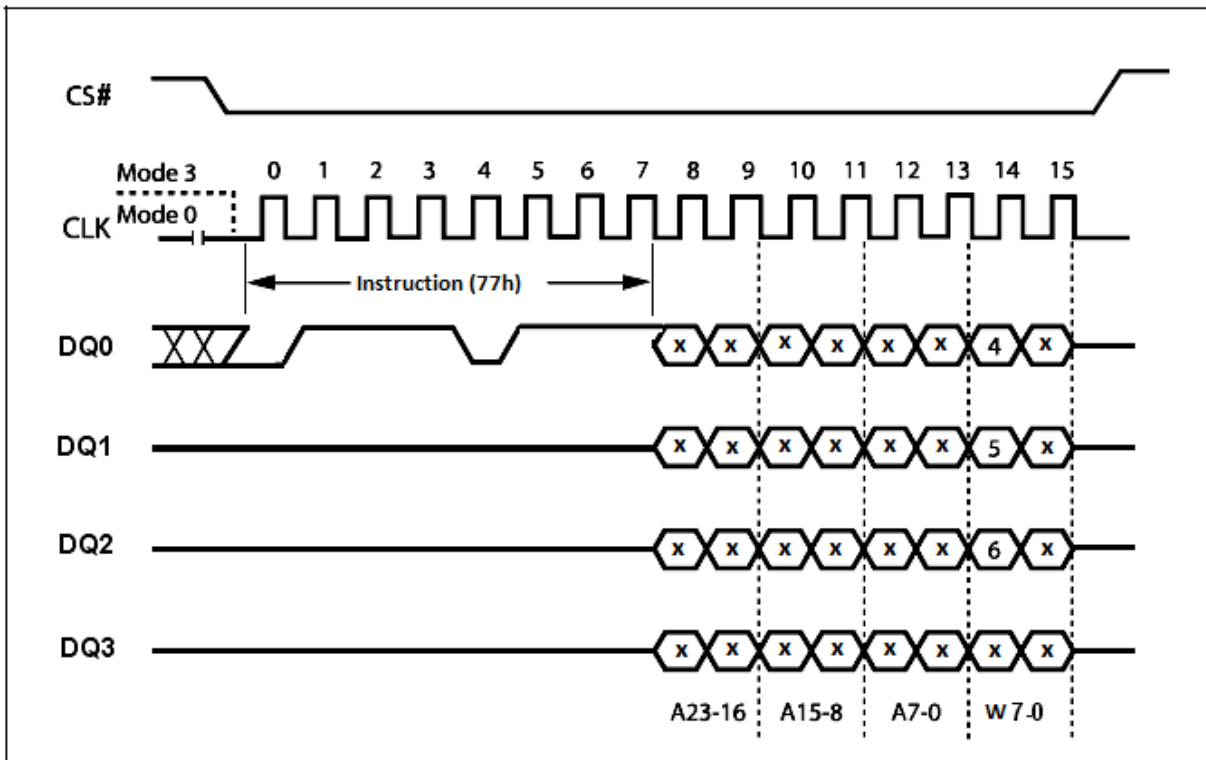 CS#
Mode 3
0 1 2 3 4 5 6 7 8 9 10 11 12 13 14 15
Mode 0
CLK
Instruction (77h)
DQ0
x x x x x x 4 x
DQ1
x x x x x x 5 x
DQ2
x x x x x x 6 x
DQ3
x x x x x x x x
A23-16 A15-8 A7-0 W 7-0